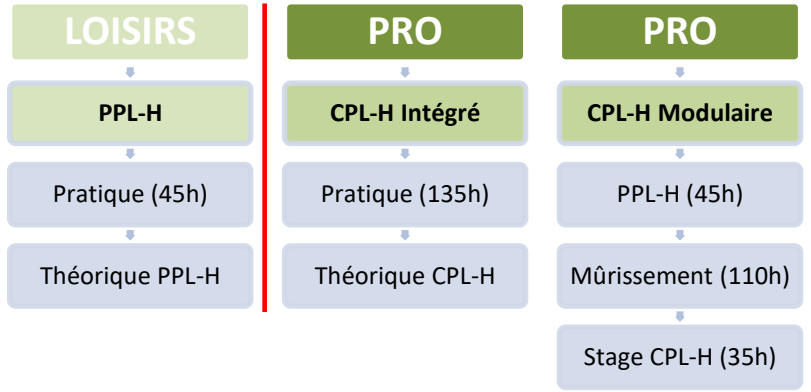 LOISIRS
PPL-H
Pratique (45h)
Théorique PPL-H
PRO
CPL-H Intégré
Pratique (135h)
Théorique CPL-H
PRO
CPL-H Modulaire
PPL-H (45h)
Mûrissement (110h)
Stage CPL-H (35h)